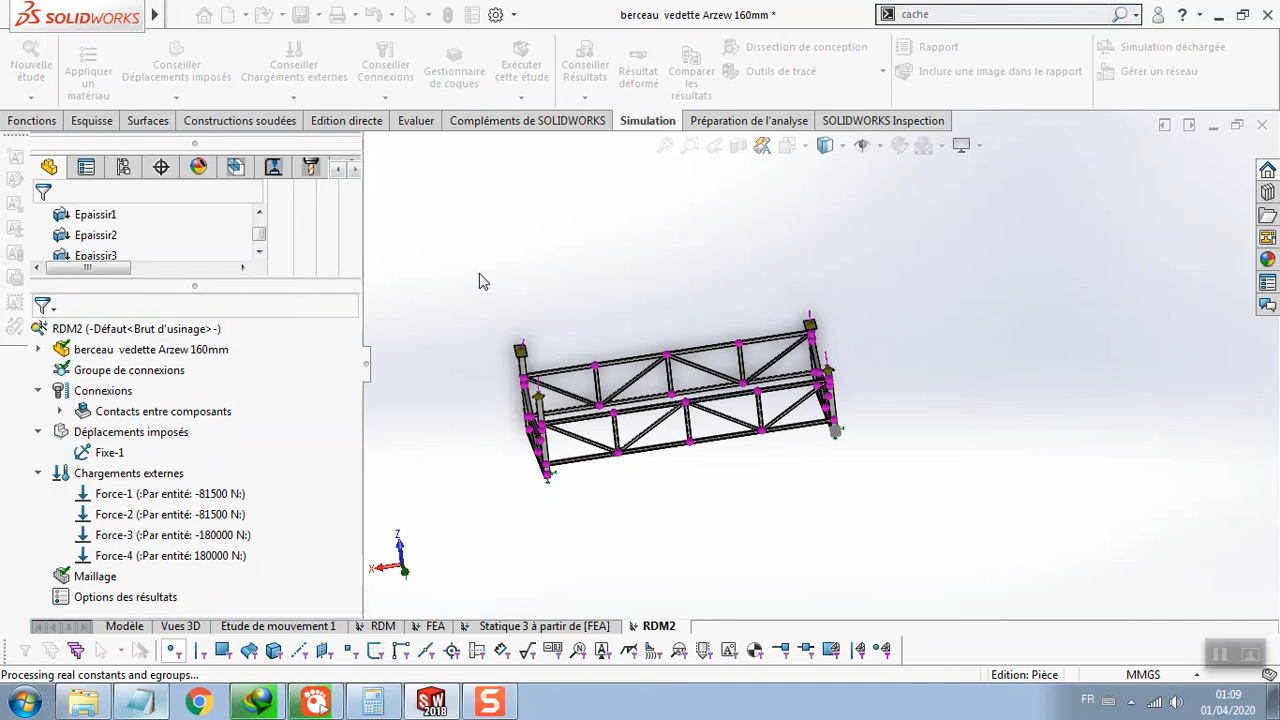 SOLIDWORKS
berceau vedette Arzew 160mm *
cache
Nouvelle étude
Appliquer un matériau
Conseiller Déplacements imposés
Conseiller Chargements externes
Conseiller Connexions
Gestionnaire de coques
Exécuter cette étude
Conseiller Résultats
Résultat déformé
Comparer les résultats
Dissection de conception
Outils de tracé
Rapport
Inclure une image dans le rapport
Simulation déchargée
Gérer un réseau
Fonctions
Esquisse
Surfaces
Constructions soudées
Edition directe
Evaluer
Compléments de SOLIDWORKS
Simulation
Préparation de l'analyse
SOLIDWORKS Inspection
Epaissir1
Epaissir2
Epaissir3
RDM2 (-Défaut<Brut d'usinage>-)
berceau vedette Arzew 160mm
Groupe de connexions
Connexions
Contacts entre composants
Déplacements imposés
Fixe-1
Chargements externes
Force-1 (:Par entité: -81500 N:)
Force-2 (:Par entité: -81500 N:)
Force-3 (:Par entité: -180000 N:)
Force-4 (:Par entité: 180000 N:)
Maillage
Options des résultats
Z
X
Modèle
Vues 3D
Etude de mouvement 1
RDM
FEA
Statique 3 à partir de [FEA]
RDM2
Processing real constants and egroups...
Edition: Pièce
MMGS
SW
2018
FR
01:09
01/04/2020